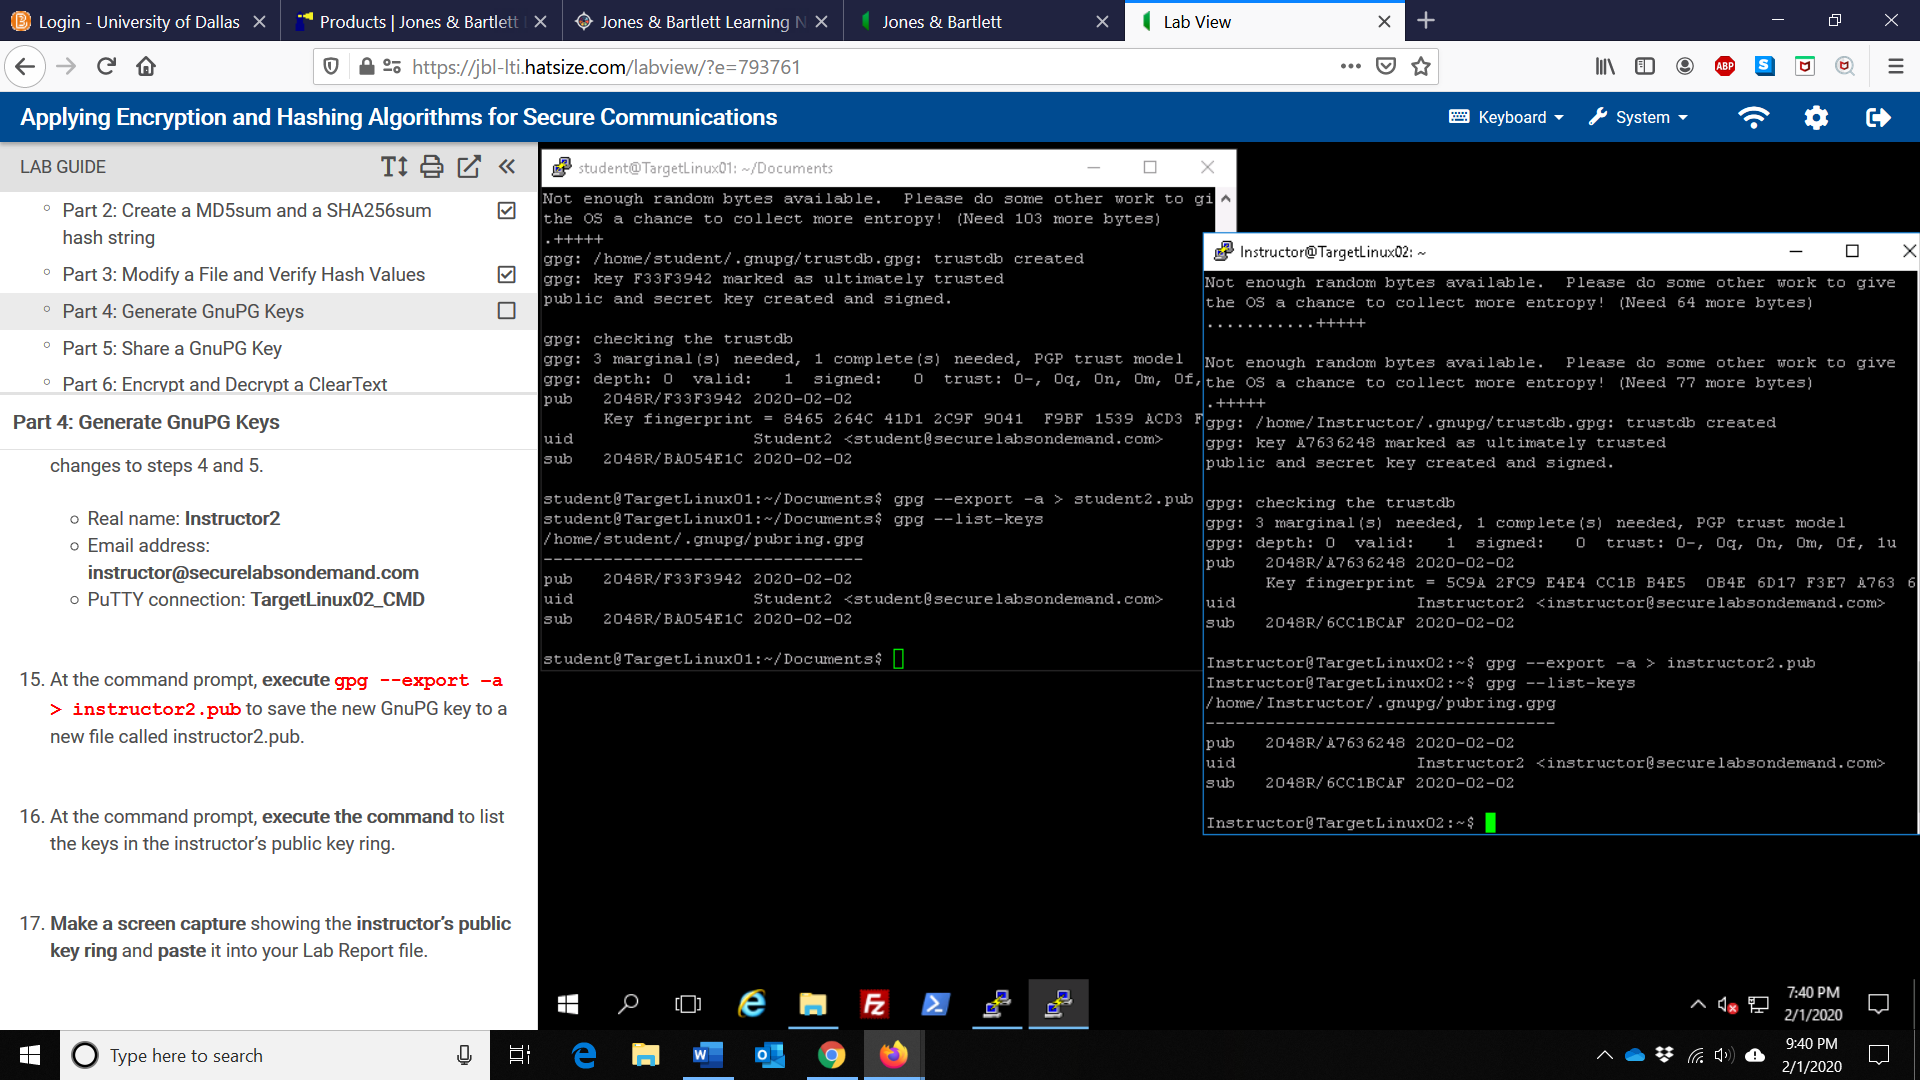 Login - University of Dallas
Products | Jones & Bartlett
Jones & Bartlett Learning N
Jones & Bartlett
Lab View
https://jbl-lti.hatsize.com/labview/?e=793761
ABP
S
Applying Encryption and Hashing Algorithms for Secure Communications
Keyboard
System
LAB GUIDE
Part 2: Create a MD5sum and a SHA256sum
hash string
Part 3: Modify a File and Verify Hash Values
Part 4: Generate GnuPG Keys
Part 5: Share a GnuPG Key
Part 6: Encrypt and Decrypt a ClearText
Part 4: Generate GnuPG Keys
changes to steps 4 and 5.
Real name: Instructor2
Email address:
instructor@securelabsondemand.com
PuTTY connection: TargetLinux02_CMD
15. At the command prompt, execute gpg --export –a
> instructor2.pub to save the new GnuPG key to a
new file called instructor2.pub.
16. At the command prompt, execute the command to list
the keys in the instructor’s public key ring.
17. Make a screen capture showing the instructor’s public
key ring and paste it into your Lab Report file.
student@TargetLinux01: ~/Documents
Not enough random bytes available.  Please do some other work to gi
the OS a chance to collect more entropy! (Need 103 more bytes)
.+++++
gpg: /home/student/.gnupg/trustdb.gpg: trustdb created
gpg: key F33F3942 marked as ultimately trusted
public and secret key created and signed.
gpg: checking the trustdb
gpg: 3 marginal(s) needed, 1 complete(s) needed, PGP trust model
gpg: depth: 0  valid:   1  signed:   0  trust: 0-, 0q, 0n, 0m, 0f,
pub   2048R/F33F3942 2020-02-02
Key fingerprint = 8465 264C 41D1 2C9F 9041  F9BF 1539 ACD3 F
uid                  Student2 <student@securelabsondemand.com>
sub   2048R/BA054E1C 2020-02-02
student@TargetLinux01:~/Documents$ gpg --export -a > student2.pub
student@TargetLinux01:~/Documents$ gpg --list-keys
/home/student/.gnupg/pubring.gpg
--------------------------------
pub   2048R/F33F3942 2020-02-02
uid                  Student2 <student@securelabsondemand.com>
sub   2048R/BA054E1C 2020-02-02
student@TargetLinux01:~/Documents$
Instructor@TargetLinux02: ~
Not enough random bytes available.  Please do some other work to give
the OS a chance to collect more entropy! (Need 64 more bytes)
...........+++++
Not enough random bytes available.  Please do some other work to give
the OS a chance to collect more entropy! (Need 77 more bytes)
.+++++
gpg: /home/Instructor/.gnupg/trustdb.gpg: trustdb created
gpg: key A7636248 marked as ultimately trusted
public and secret key created and signed.
gpg: checking the trustdb
gpg: 3 marginal(s) needed, 1 complete(s) needed, PGP trust model
gpg: depth: 0  valid:   1  signed:   0  trust: 0-, 0q, 0n, 0m, 0f, 1u
pub   2048R/A7636248 2020-02-02
Key fingerprint = 5C9A 2FC9 E4E4 CC1B B4E5  0B4E 6D17 F3E7 A763 6
uid                  Instructor2 <instructor@securelabsondemand.com>
sub   2048R/6CC1BCAF 2020-02-02
Instructor@TargetLinux02:~$ gpg --export -a > instructor2.pub
Instructor@TargetLinux02:~$ gpg --list-keys
/home/Instructor/.gnupg/pubring.gpg
-----------------------------------
pub   2048R/A7636248 2020-02-02
uid                  Instructor2 <instructor@securelabsondemand.com>
sub   2048R/6CC1BCAF 2020-02-02
Instructor@TargetLinux02:~$
7:40 PM
2/1/2020
Type here to search
9:40 PM
2/1/2020